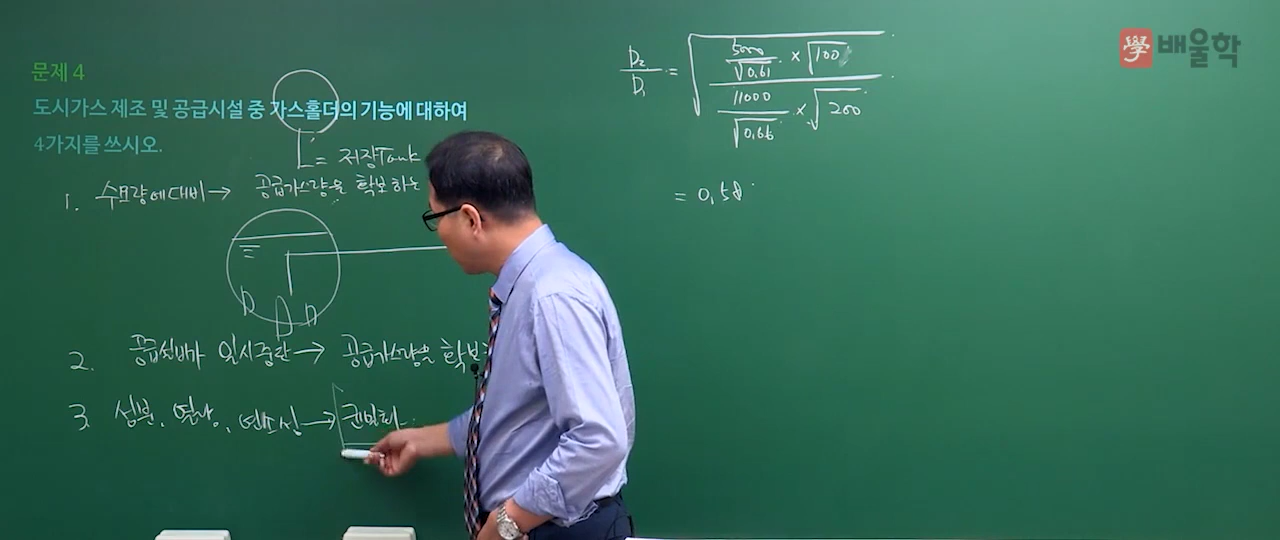 문제 4
도시가스 제조 및 공급시설 중 가스홀더의 기능에 대하여
4가지를 쓰시오.
= 저장Tank
1. 수요량에대비 → 공급가스량을 확보하는
2. 공급설비가 일시중단 → 공급가스량을 확보
3. 성분, 열량, 연소성 → 균일화
D₂/D₁ = √((5000/√0.61 × √100) / (11000/√0.66 × √200))
= 0.58
學 배울학